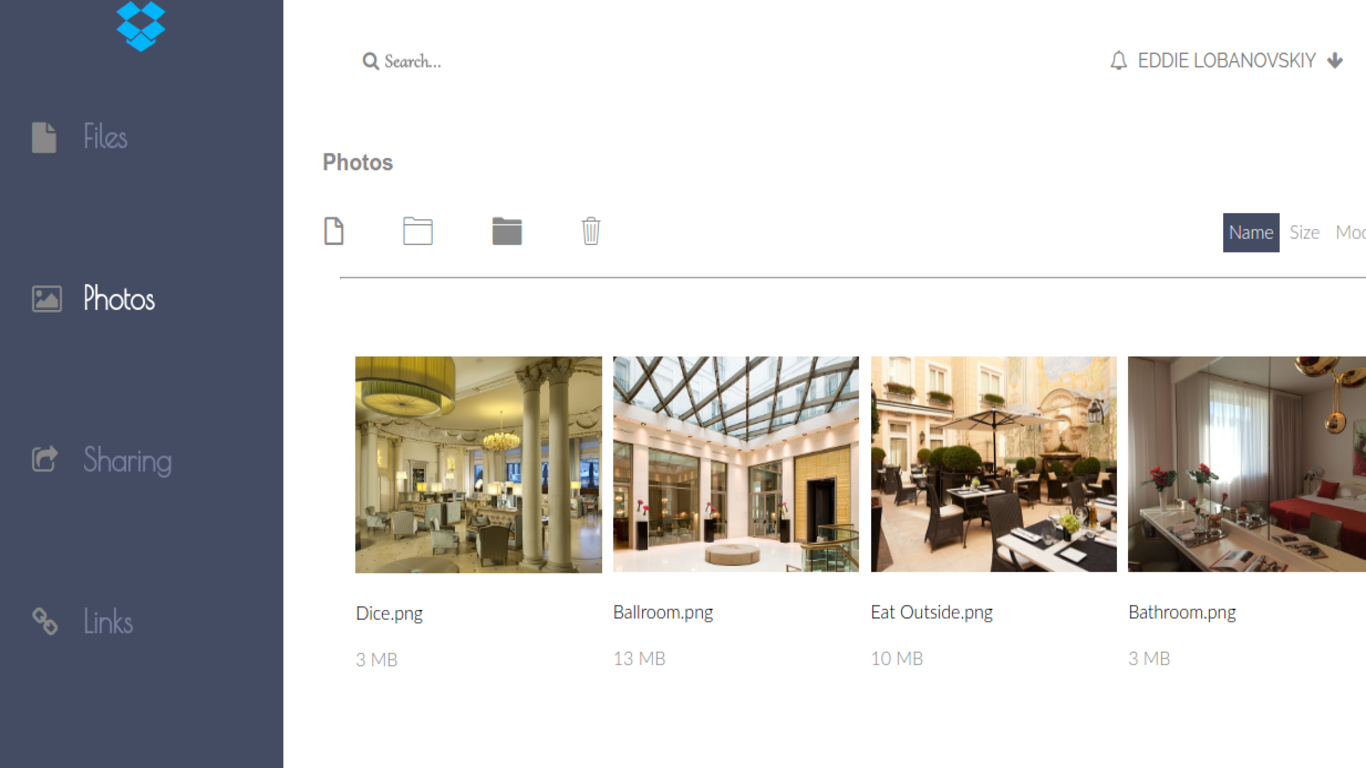 Search...
EDDIE LOBANOVSKIY
Files
Photos
Sharing
Links
Photos
Name Size
Dice.png
3 MB
Ballroom.png
13 MB
Eat Outside.png
10 MB
Bathroom.png
3 MB